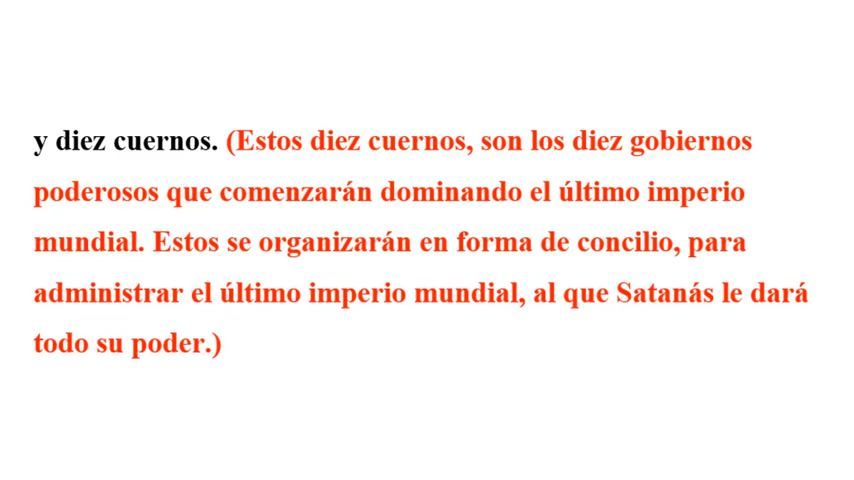 y diez cuernos. (Estos diez cuernos, son los diez gobiernos
poderosos que comenzarán dominando el último imperio
mundial. Estos se organizarán en forma de concilio, para
administrar el último imperio mundial, al que Satanás le dará
todo su poder.)